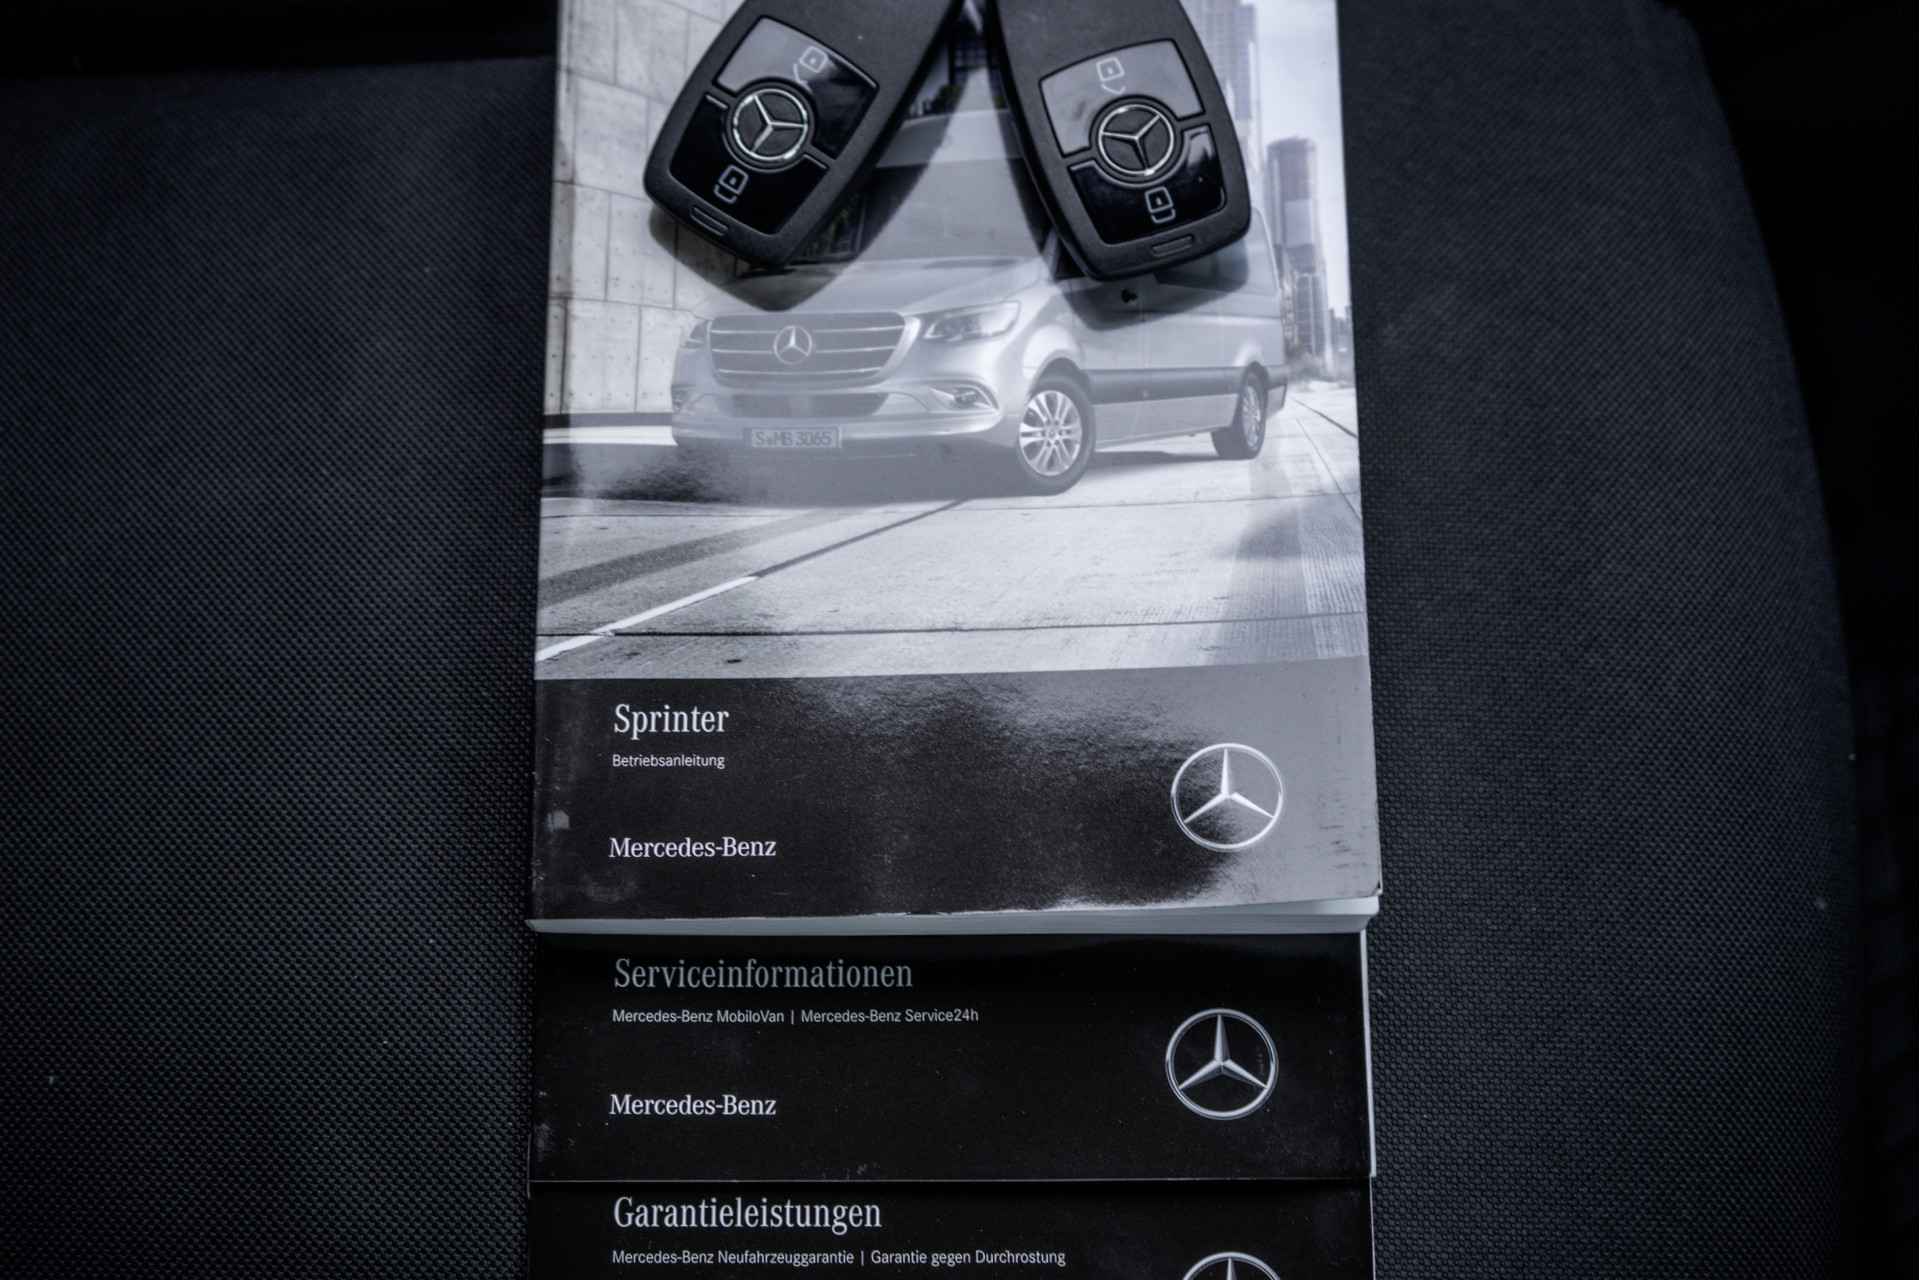 S MB 3065
Sprinter
Betriebsanleitung
Mercedes-Benz
Serviceinformationen
Mercedes-Benz MobiloVan | Mercedes-Benz Service24h
Mercedes-Benz
Garantieleistungen
Mercedes-Benz Neufahrzeuggarantie | Garantie gegen Durchrostung